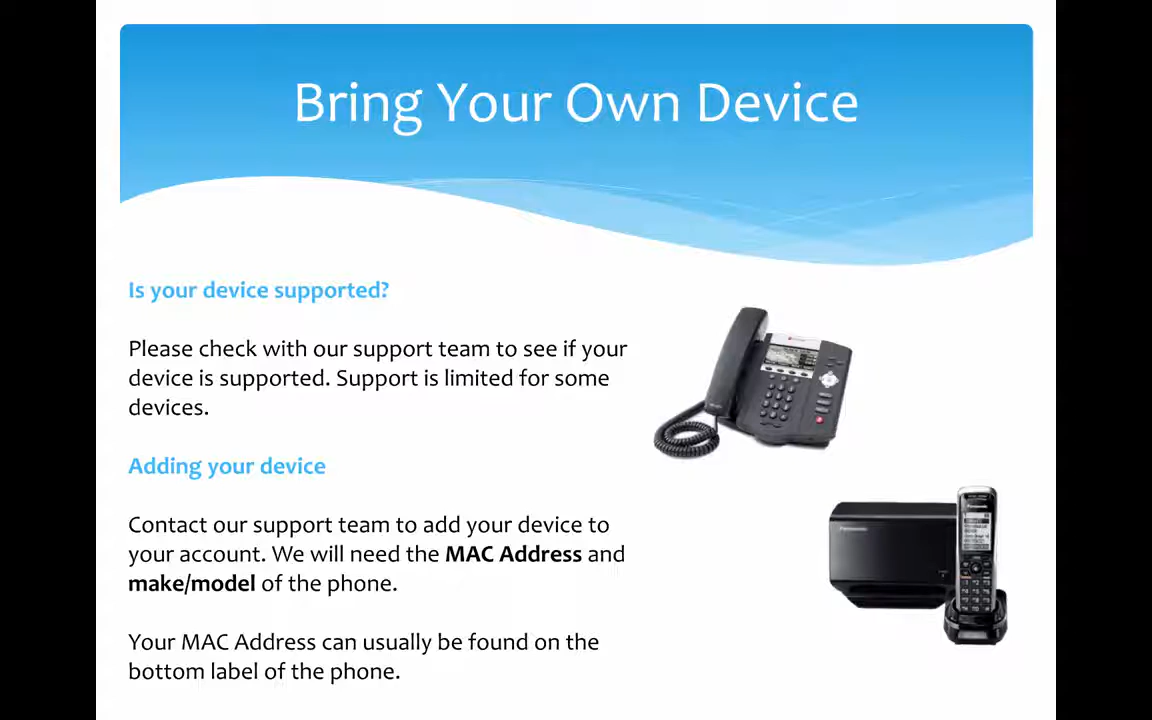 Bring Your Own Device
Is your device supported?
Please check with our support team to see if your
device is supported. Support is limited for some
devices.
Adding your device
Contact our support team to add your device to
your account. We will need the MAC Address and
make/model of the phone.
Your MAC Address can usually be found on the
bottom label of the phone.
Panasonic
Panasonic